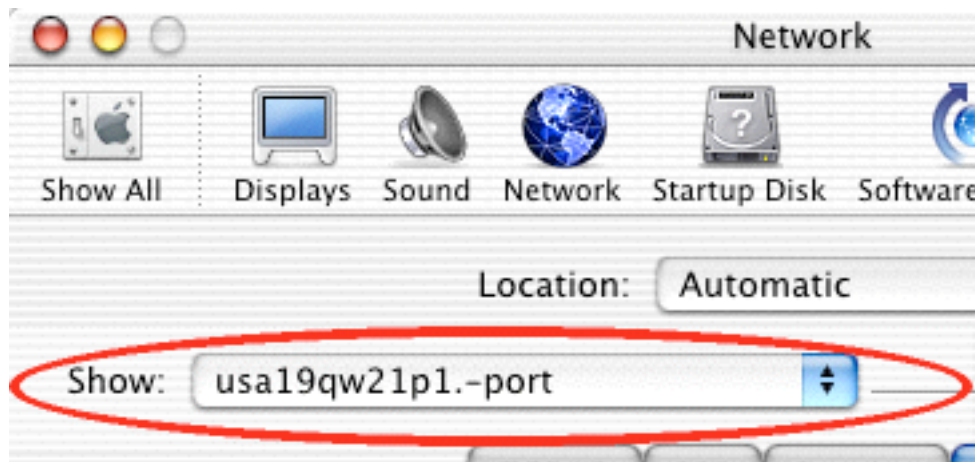 Network
Show All Displays Sound Network Startup Disk Software
Location: Automatic
Show: usa19qw21p1.-port